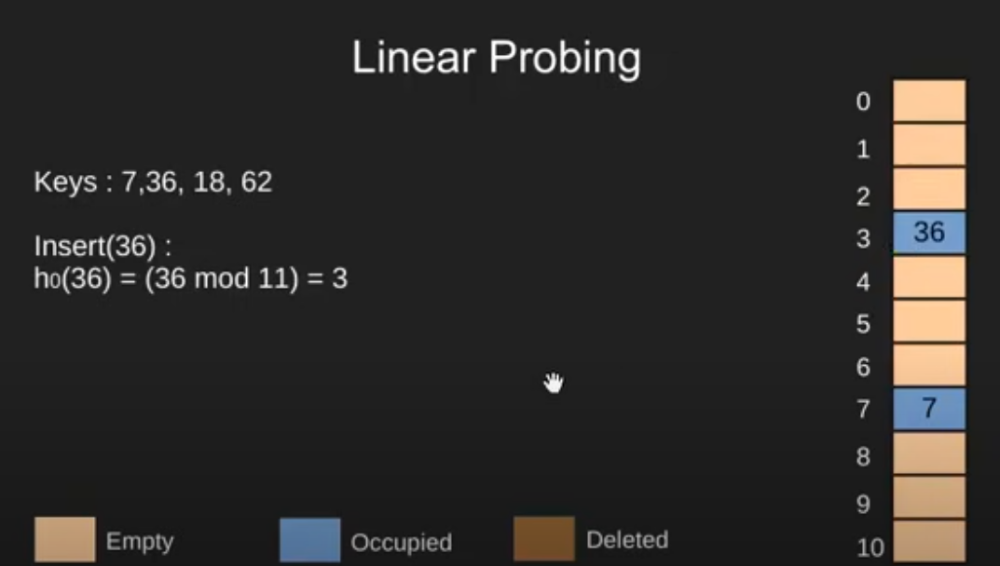 Linear Probing
Keys : 7,36, 18, 62
Insert(36) :
h₀(36) = (36 mod 11) = 3
0
1
2
3 36
4
5
6
7 7
8
9
10
Empty Occupied Deleted